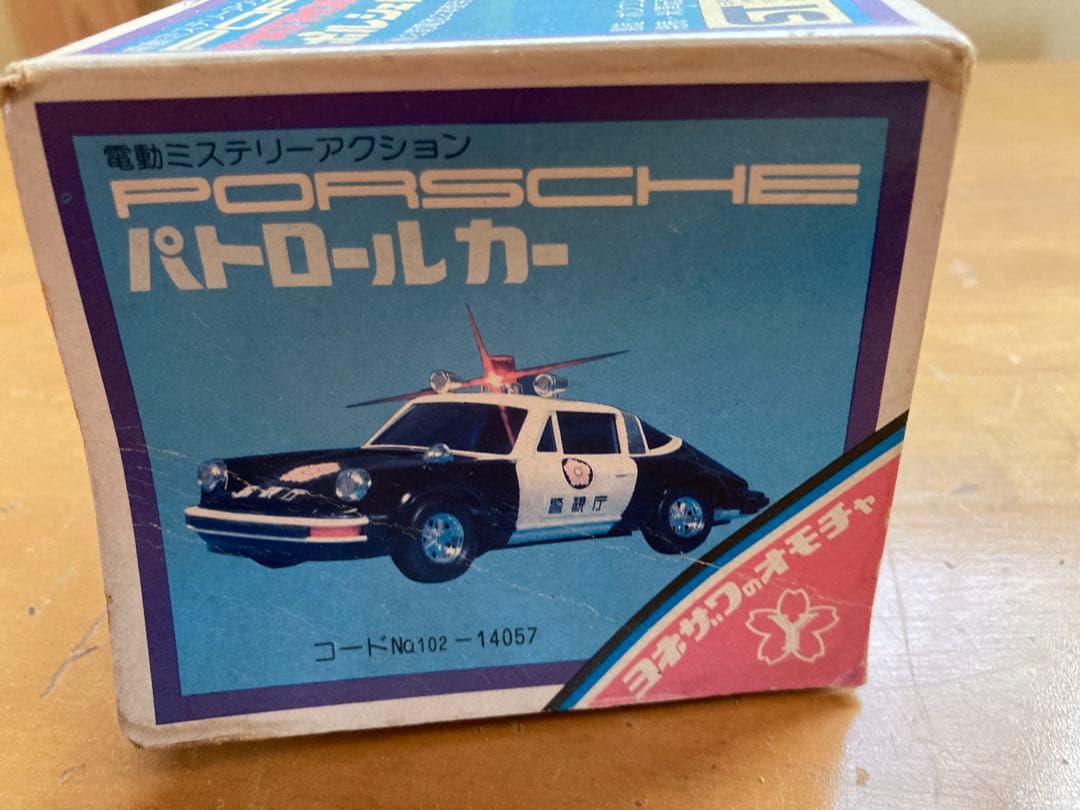 電動ミステリーアクション
PORSCHE
パトロールカー
警視庁
コードNo.102-14057
ヨネザワのオモチャ
Y